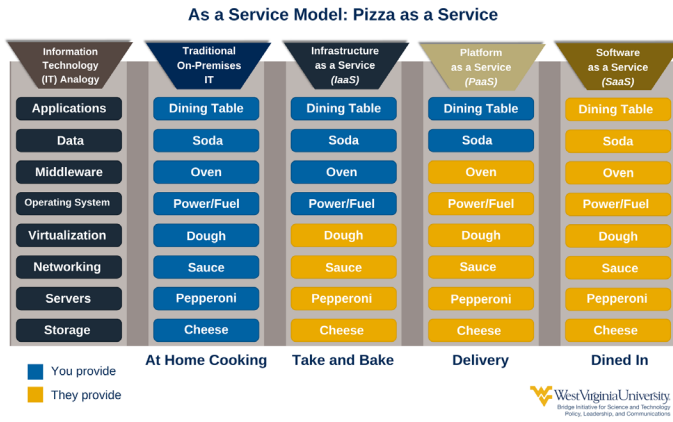 As a Service Model: Pizza as a Service
Information
Technology
(IT) Analogy
Traditional
On-Premises
IT
Infrastructure
as a Service
(IaaS)
Platform
as a Service
(PaaS)
Software
as a Service
(SaaS)
Applications Dining Table Dining Table Dining Table Dining Table
Data Soda Soda Soda Soda
Middleware Oven Oven Oven Oven
Operating System Power/Fuel Power/Fuel Power/Fuel Power/Fuel
Virtualization Dough Dough Dough Dough
Networking Sauce Sauce Sauce Sauce
Servers Pepperoni Pepperoni Pepperoni Pepperoni
Storage Cheese Cheese Cheese Cheese
At Home Cooking Take and Bake Delivery Dined In
You provide
They provide
WestVirginiaUniversity.
Bridge Initiative for Science and Technology
Policy, Leadership, and Communications